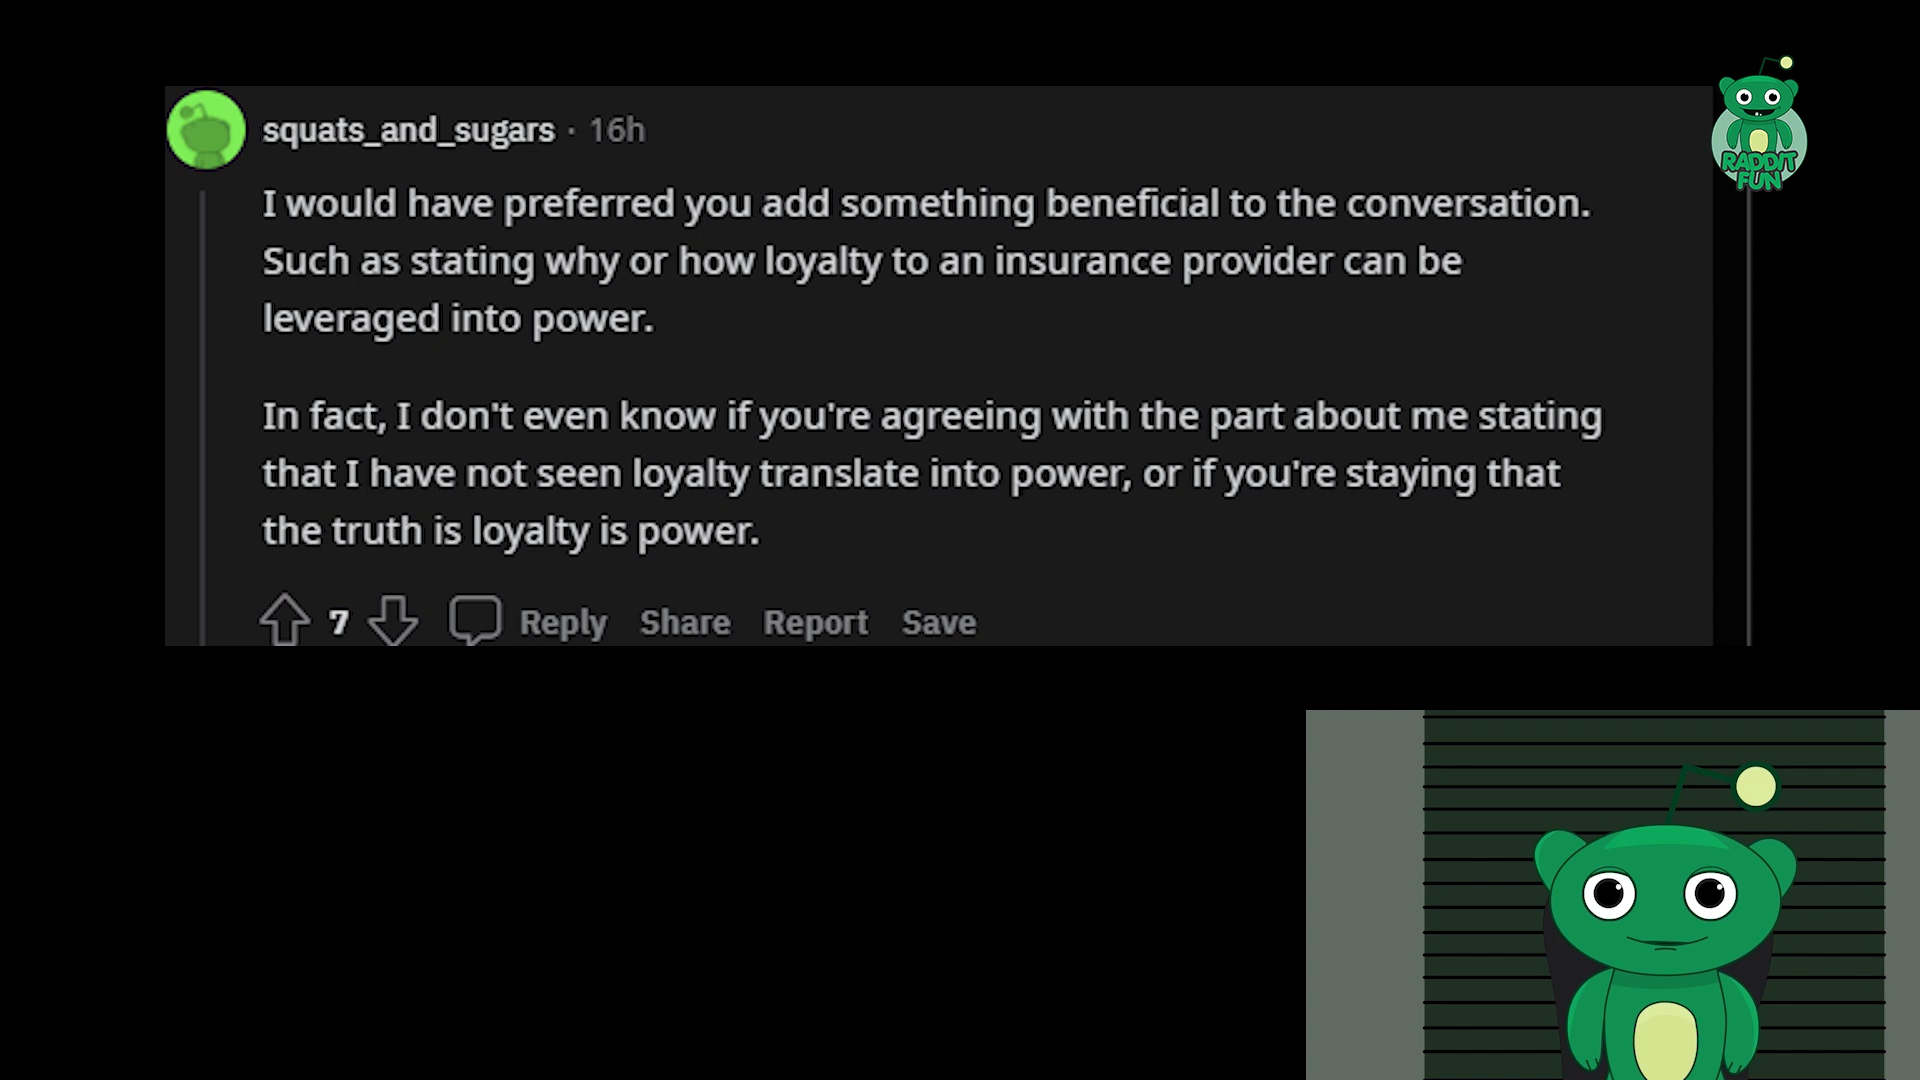 squats_and_sugars · 16h
I would have preferred you add something beneficial to the conversation.
Such as stating why or how loyalty to an insurance provider can be
leveraged into power.
In fact, I don't even know if you're agreeing with the part about me stating
that I have not seen loyalty translate into power, or if you're staying that
the truth is loyalty is power.
7 Reply Share Report Save
RADDIT
FUN